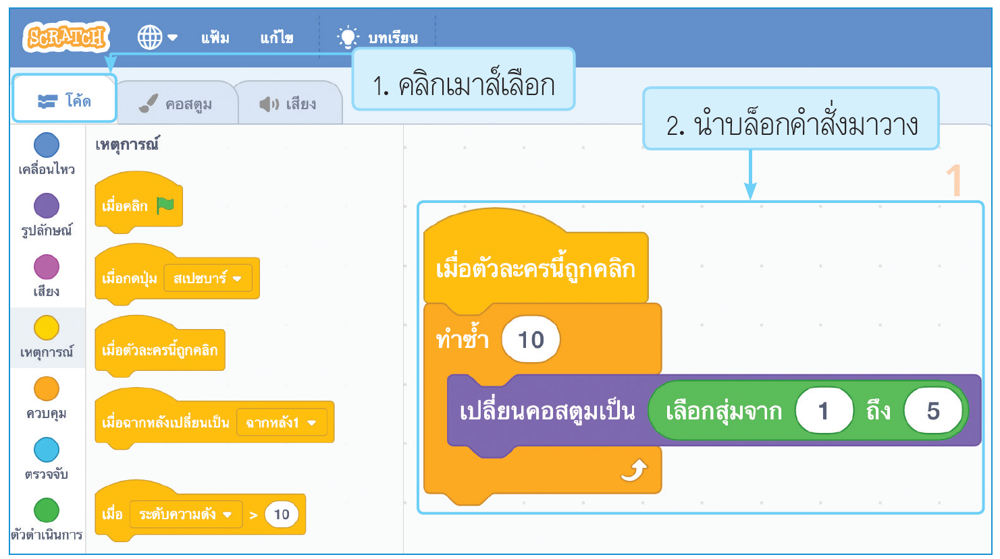 SCRATCH แฟ้ม แก้ไข บทเรียน
1. คลิกเมาส์เลือก
โค้ด คอสตูม เสียง
2. นำบล็อกคำสั่งมาวาง
1
เคลื่อนไหว
รูปลักษณ์
เสียง
เหตุการณ์
ควบคุม
ตรวจจับ
ตัวดำเนินการ
เหตุการณ์
เมื่อคลิก
เมื่อกดปุ่ม สเปซบาร์
เมื่อตัวละครนี้ถูกคลิก
เมื่อฉากหลังเปลี่ยนเป็น ฉากหลัง1
เมื่อ ระดับความดัง > 10
เมื่อตัวละครนี้ถูกคลิก
ทำซ้ำ 10
เปลี่ยนคอสตูมเป็น เลือกสุ่มจาก 1 ถึง 5